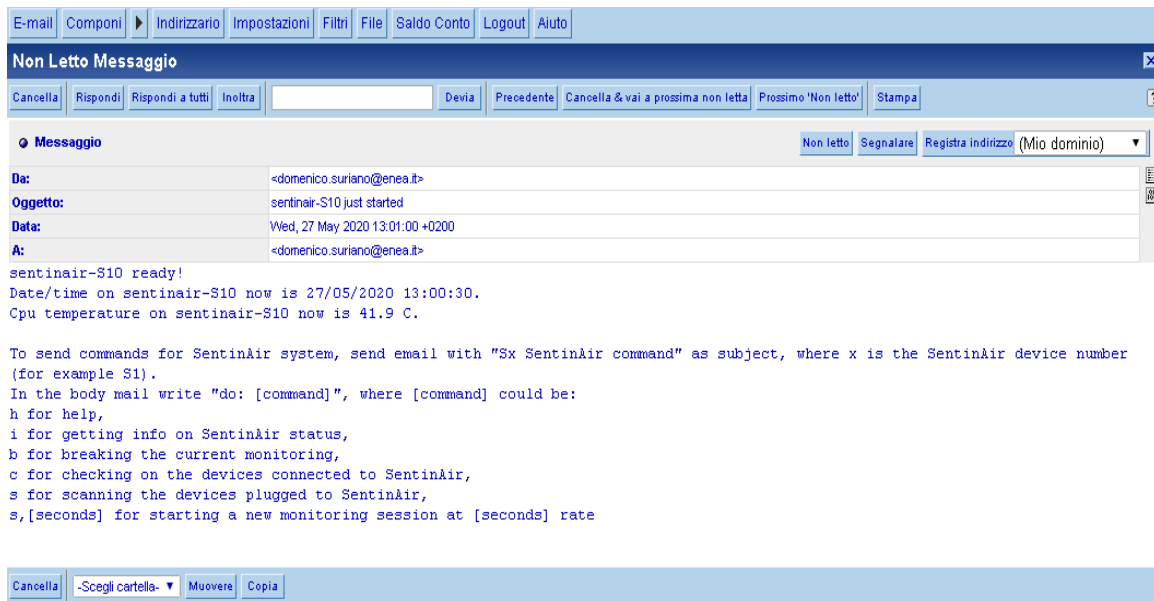 E-mail Componi Indirizzario Impostazioni Filtri File Saldo Conto Logout Aiuto
Non Letto Messaggio
Cancella Rispondi Rispondi a tutti Inoltra Devia Precedente Cancella & vai a prossima non letta Prossimo 'Non letto' Stampa
Messaggio Non letto Segnalare Registra indirizzo (Mio dominio)
Da: <domenico.suriano@enea.it>
Oggetto: sentinair-S10 just started
Data: Wed, 27 May 2020 13:01:00 +0200
A: <domenico.suriano@enea.it>
sentinair-S10 ready!
Date/time on sentinair-S10 now is 27/05/2020 13:00:30.
Cpu temperature on sentinair-S10 now is 41.9 C.
To send commands for SentinAir system, send email with "Sx SentinAir command" as subject, where x is the SentinAir device number
(for example S1).
In the body mail write "do: [command]", where [command] could be:
h for help,
i for getting info on SentinAir status,
b for breaking the current monitoring,
c for checking on the devices connected to SentinAir,
s for scanning the devices plugged to SentinAir,
s,[seconds] for starting a new monitoring session at [seconds] rate
Cancella -Scegli cartella- Muovere Copia